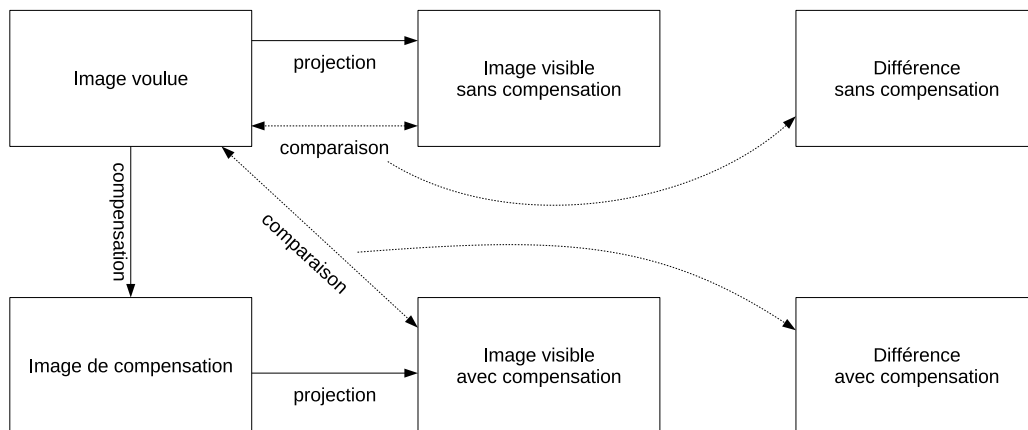 Image voulue
projection
Image visible
sans compensation
Différence
sans compensation
comparaison
compensation
comparaison
Image de compensation
projection
Image visible
avec compensation
Différence
avec compensation